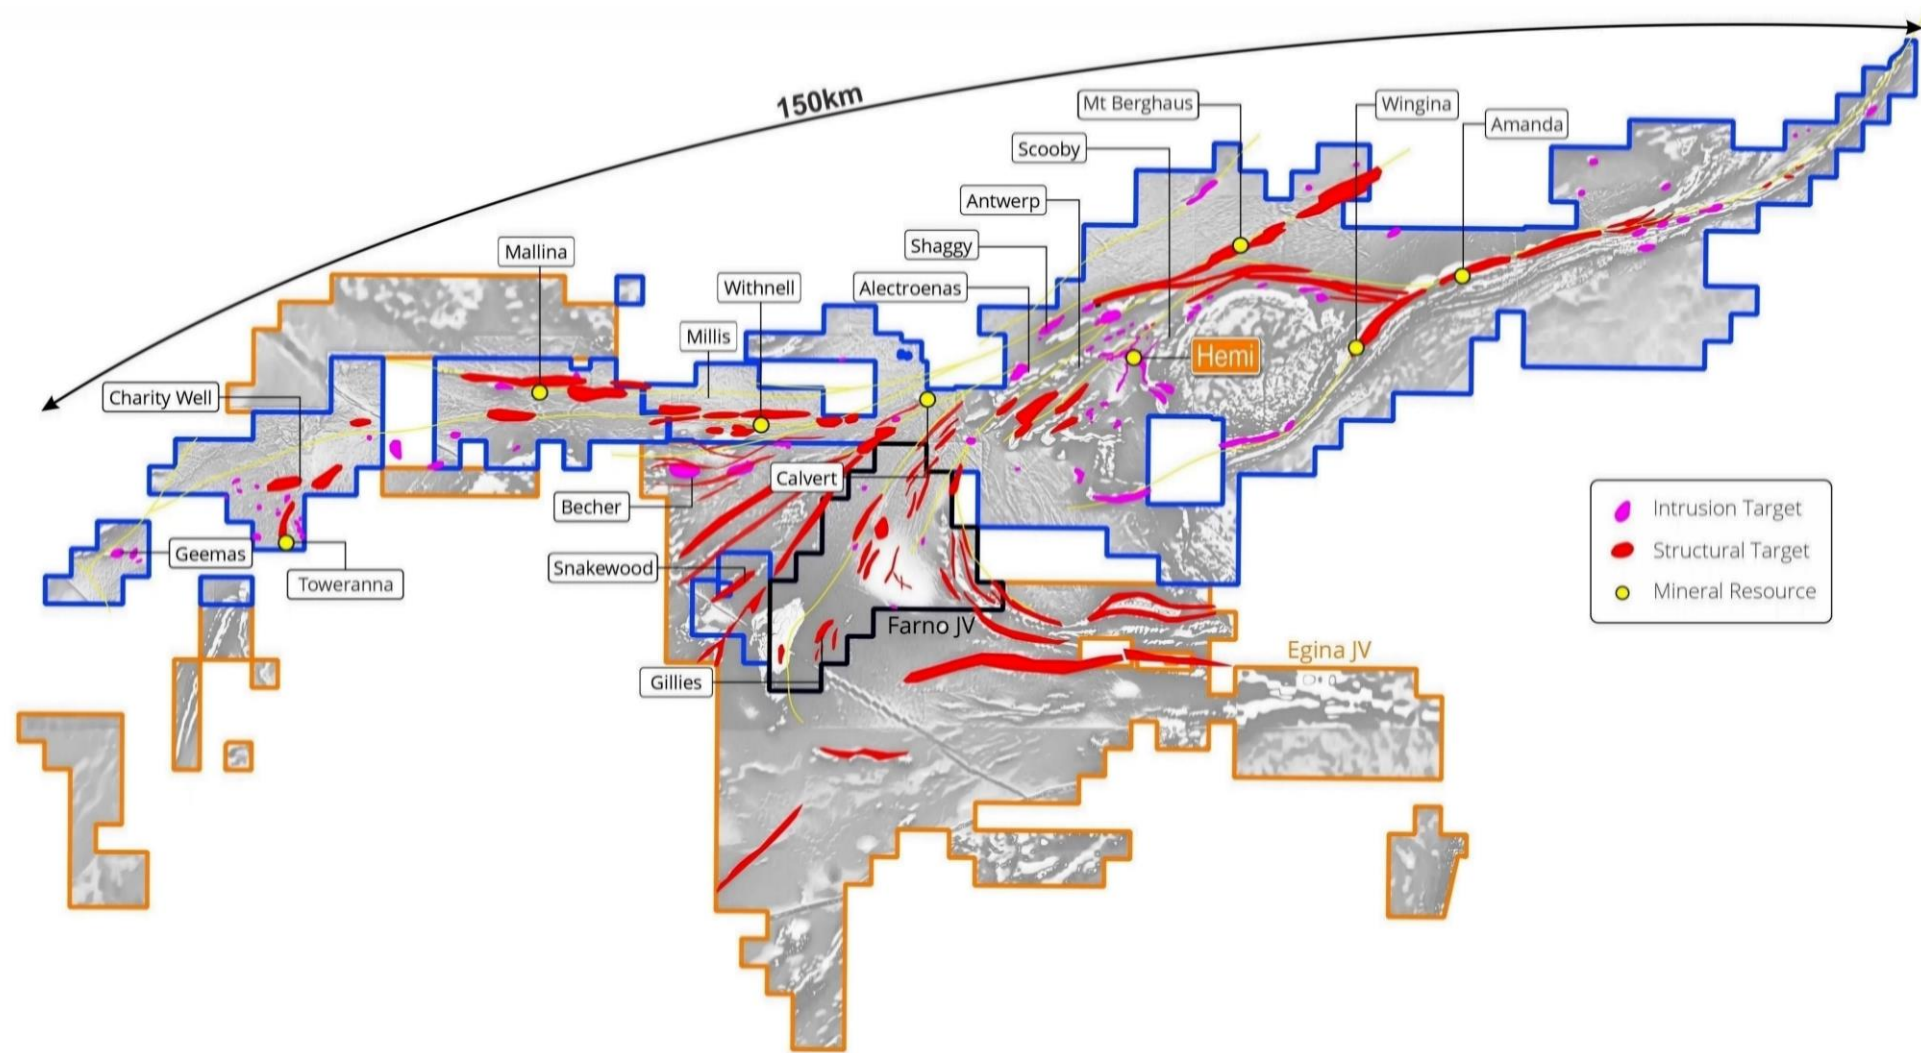 150km
Mt Berghaus
Wingina
Amanda
Scooby
Antwerp
Shaggy
Mallina
Alectroenas
Withnell
Millis
Hemi
Charity Well
Calvert
Becher
Intrusion Target
Structural Target
Mineral Resource
Geemas
Snakewood
Toweranna
Farno JV
Egina JV
Gillies